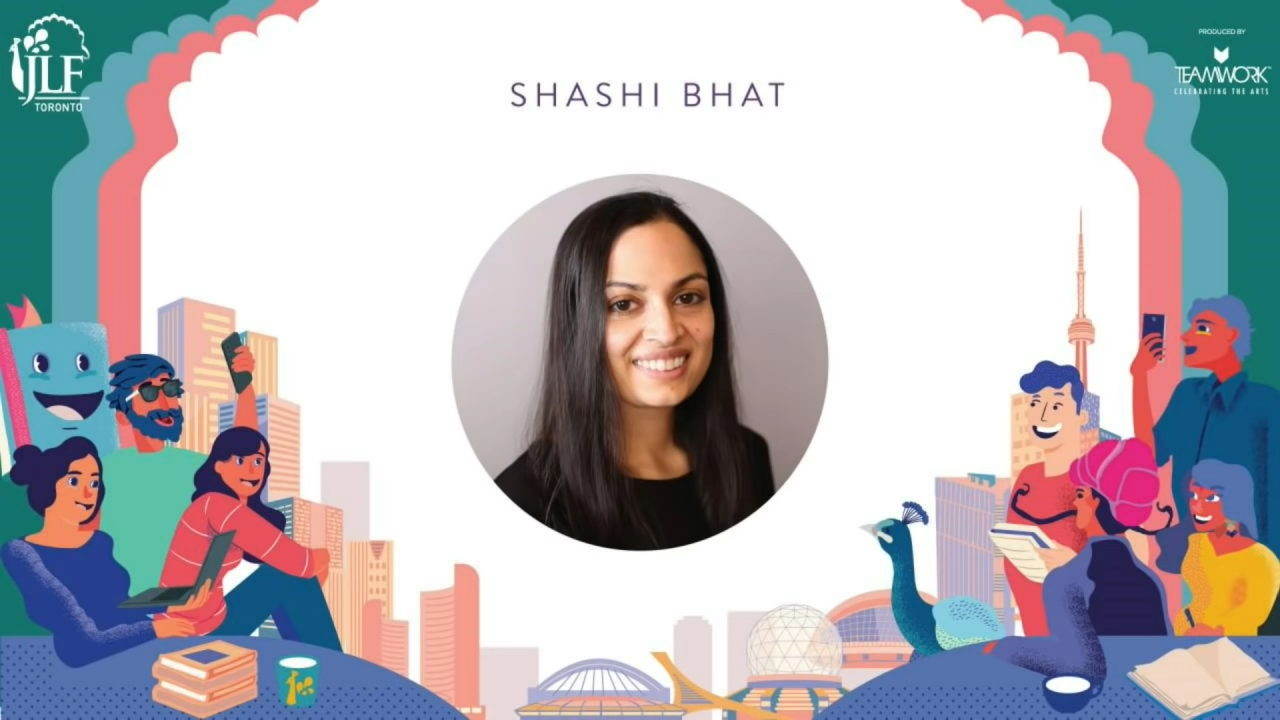 JLF
TORONTO
PRODUCED BY
TEAMWORK
CELEBRATING THE ARTS
SHASHI BHAT